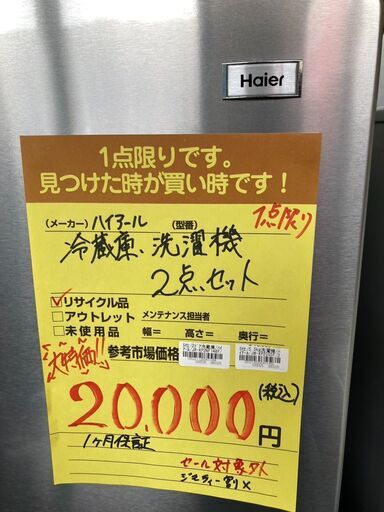 Haier
1点限りです。
見つけた時が買い時です！
(メーカー) ハイアール (型番)
1点限り
冷蔵庫、洗濯機
2点セット
リサイクル品
アウトレット メンテナンス担当者
未使用品 幅= 高さ= 奥行=
大特価!!
参考市場価格
20,000円
(税込)
1ヶ月保証
セール対象外
ジモティー割×